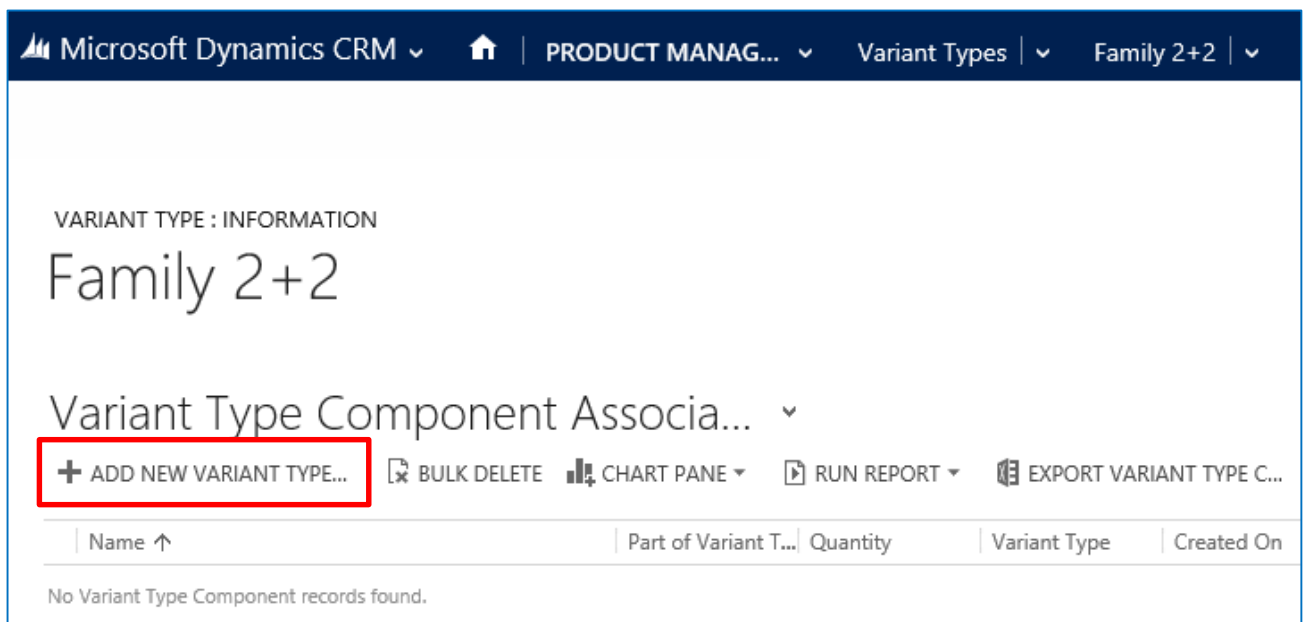 Microsoft Dynamics CRM PRODUCT MANAG... Variant Types Family 2+2
VARIANT TYPE : INFORMATION
Family 2+2
Variant Type Component Associa...
ADD NEW VARIANT TYPE... BULK DELETE CHART PANE RUN REPORT EXPORT VARIANT TYPE C...
Name Part of Variant T... Quantity Variant Type Created On
No Variant Type Component records found.